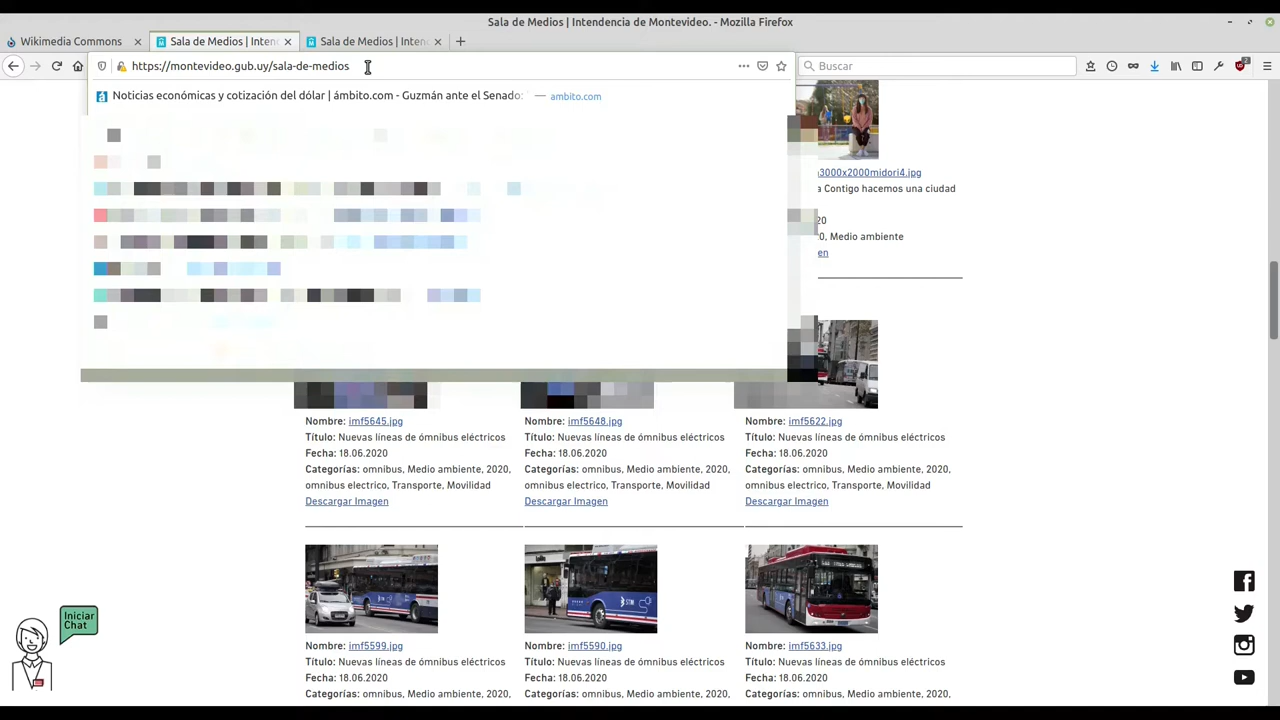 Sala de Medios | Intendencia de Montevideo. - Mozilla Firefox
Wikimedia Commons
Sala de Medios | Inten
Sala de Medios | Inten
https://montevideo.gub.uy/sala-de-medios
Buscar
2
Noticias económicas y cotización del dólar | ámbito.com - Guzmán ante el Senado: — ambito.com
3000x2000midori4.jpg
a Contigo hacemos una ciudad
20
0, Medio ambiente
en
Nombre: imf5645.jpg
Título: Nuevas líneas de ómnibus eléctricos
Fecha: 18.06.2020
Categorías: omnibus, Medio ambiente, 2020,
omnibus electrico, Transporte, Movilidad
Descargar Imagen
Nombre: imf5648.jpg
Título: Nuevas líneas de ómnibus eléctricos
Fecha: 18.06.2020
Categorías: omnibus, Medio ambiente, 2020,
omnibus electrico, Transporte, Movilidad
Descargar Imagen
Nombre: imf5622.jpg
Título: Nuevas líneas de ómnibus eléctricos
Fecha: 18.06.2020
Categorías: omnibus, Medio ambiente, 2020,
omnibus electrico, Transporte, Movilidad
Descargar Imagen
Nombre: imf5599.jpg
Título: Nuevas líneas de ómnibus eléctricos
Fecha: 18.06.2020
Categorías: omnibus, Medio ambiente, 2020,
Nombre: imf5590.jpg
Título: Nuevas líneas de ómnibus eléctricos
Fecha: 18.06.2020
Categorías: omnibus, Medio ambiente, 2020,
STM
Nombre: imf5633.jpg
Título: Nuevas líneas de ómnibus eléctricos
Fecha: 18.06.2020
Categorías: omnibus, Medio ambiente, 2020,
Iniciar
Chat